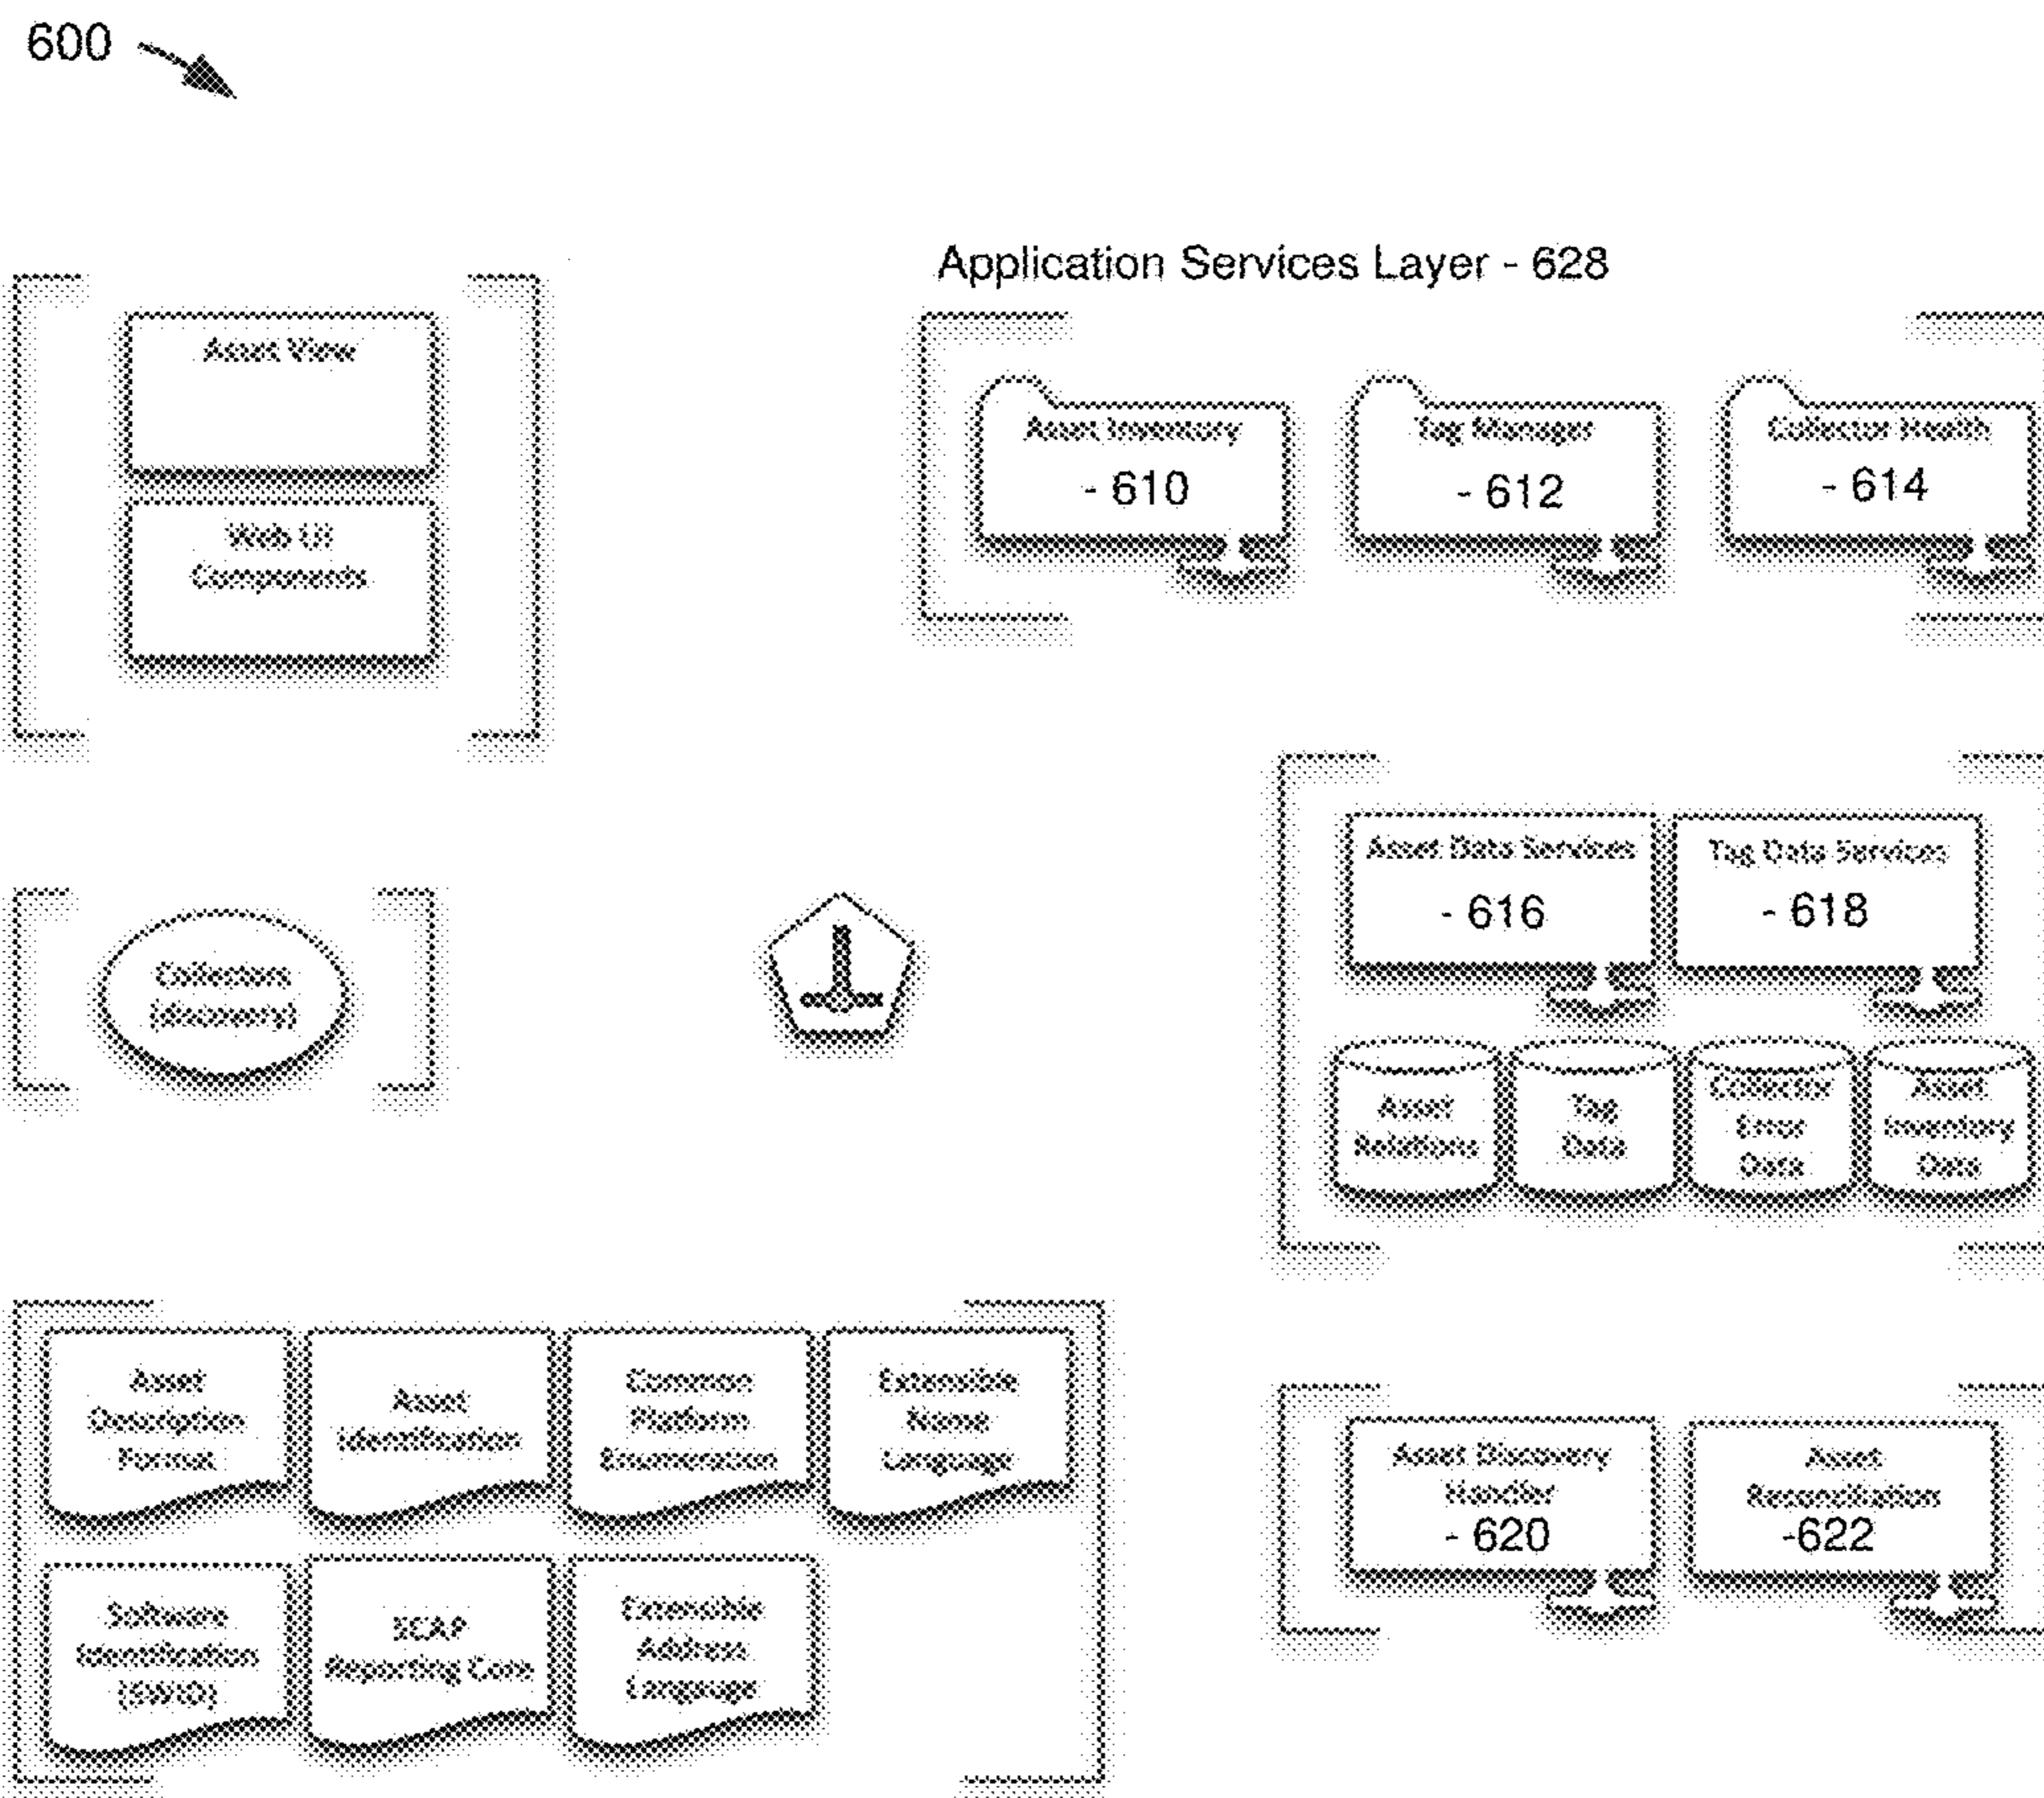 600
Application Services Layer - 628
Asset View
Web UI
Components
Asset Inventory
- 610
Tag Manager
- 612
Collector Health
- 614
Collectors
(discovery)
Asset Data Services
- 616
Tag Data Services
- 618
Asset
Relations
Tag
Data
Collector
Error
Data
Asset
Inventory
Data
Asset
Description
Format
Asset
Identification
Common
Platform
Enumeration
Extensible
Name
Language
Software
Identification
(SWID)
SCAP
Reporting Core
Extensible
Address
Language
Asset Discovery
Handler
- 620
Asset
Reconciliation
-622